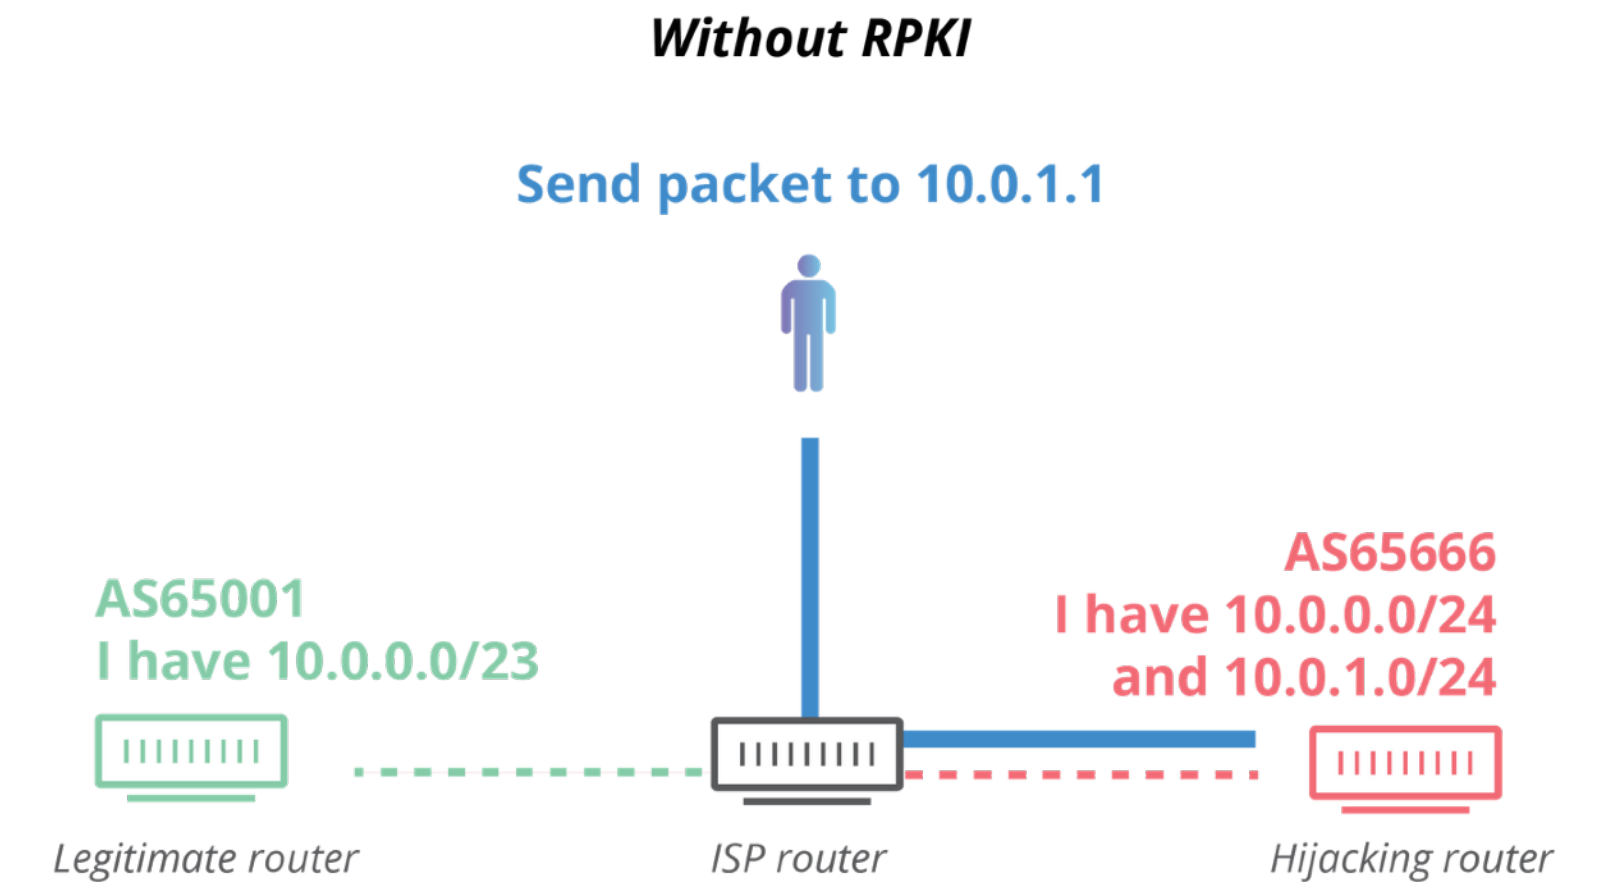 Without RPKI
Send packet to 10.0.1.1
AS65001
I have 10.0.0.0/23
AS65666
I have 10.0.0.0/24
and 10.0.1.0/24
Legitimate router
ISP router
Hijacking router